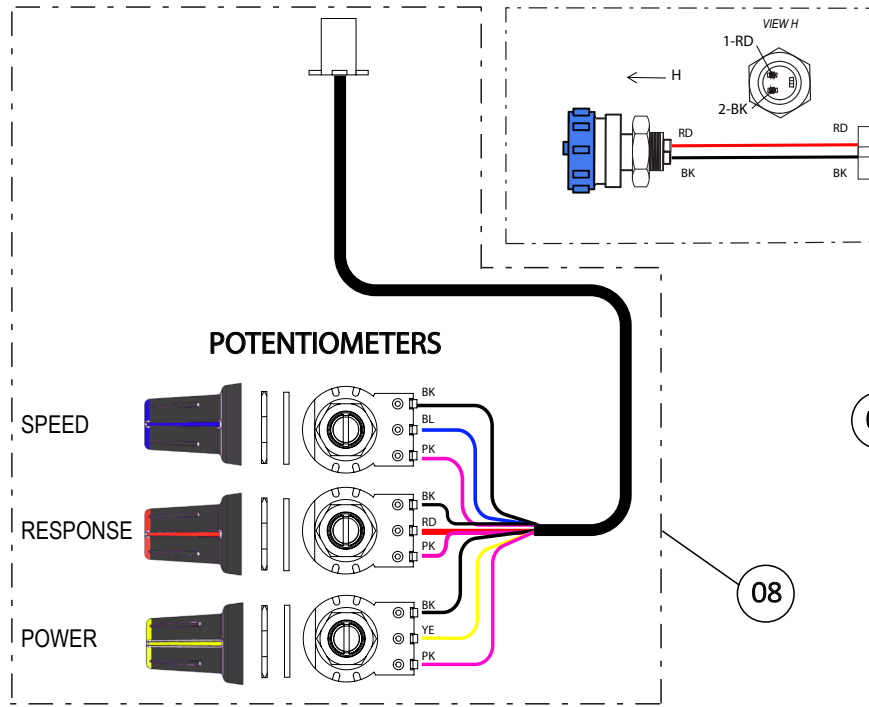 VIEW H
1-RD
H
2-BK
RD
RD
BK
BK
POTENTIOMETERS
SPEED
BK
BL
PK
RESPONSE
BK
RD
PK
08
POWER
BK
YE
PK